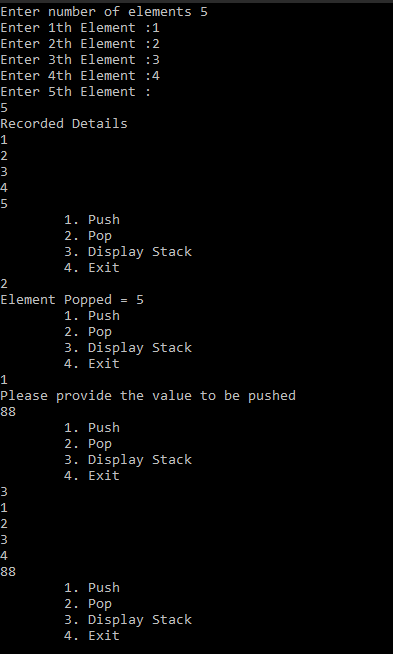 Enter number of elements 5
Enter 1th Element :1
Enter 2th Element :2
Enter 3th Element :3
Enter 4th Element :4
Enter 5th Element :
5
Recorded Details
1
2
3
4
5
1. Push
2. Pop
3. Display Stack
4. Exit
2
Element Popped = 5
1. Push
2. Pop
3. Display Stack
4. Exit
1
Please provide the value to be pushed
88
1. Push
2. Pop
3. Display Stack
4. Exit
3
1
2
3
4
88
1. Push
2. Pop
3. Display Stack
4. Exit